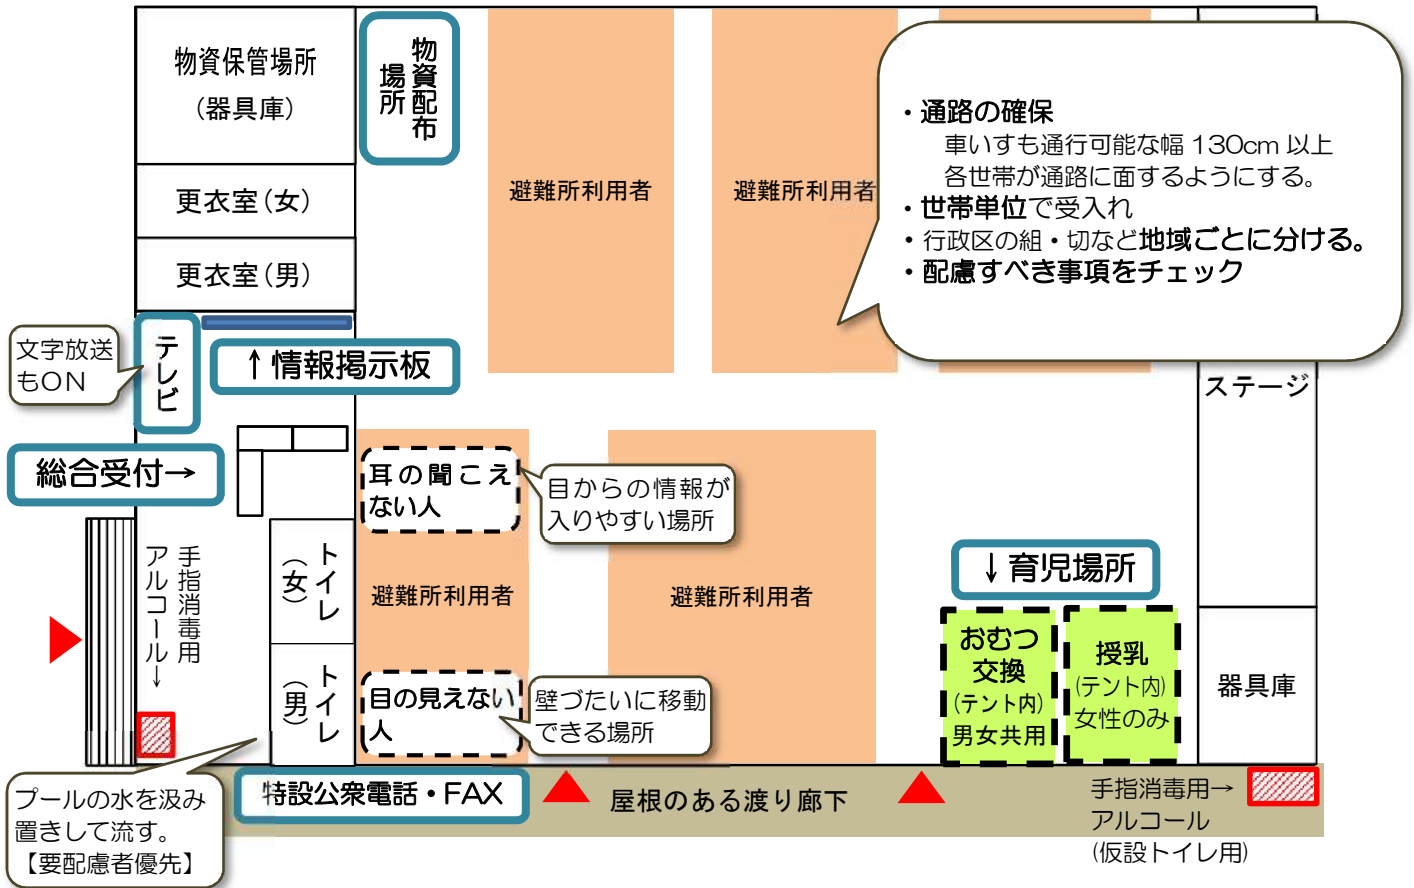 物資保管場所
(器具庫)
物資配布
場所
更衣室(女)
更衣室(男)
避難所利用者
避難所利用者
・通路の確保
車いすも通行可能な幅 130cm 以上
各世帯が通路に面するようにする。
・世帯単位で受入れ
・行政区の組・切など地域ごとに分ける。
・配慮すべき事項をチェック
文字放送
もON
テレビ
↑情報掲示板
ステージ
総合受付→
耳の聞こえ
ない人
目からの情報が
入りやすい場所
手指消毒用
アルコール→
トイレ
(女)
避難所利用者
避難所利用者
↓育児場所
おむつ
交換
(テント内)
男女共用
授乳
(テント内)
女性のみ
器具庫
トイレ
(男)
目の見えない
人
壁づたいに移動
できる場所
プールの水を汲み
置きして流す。
【要配慮者優先】
特設公衆電話・FAX
屋根のある渡り廊下
手指消毒用→
アルコール
(仮設トイレ用)